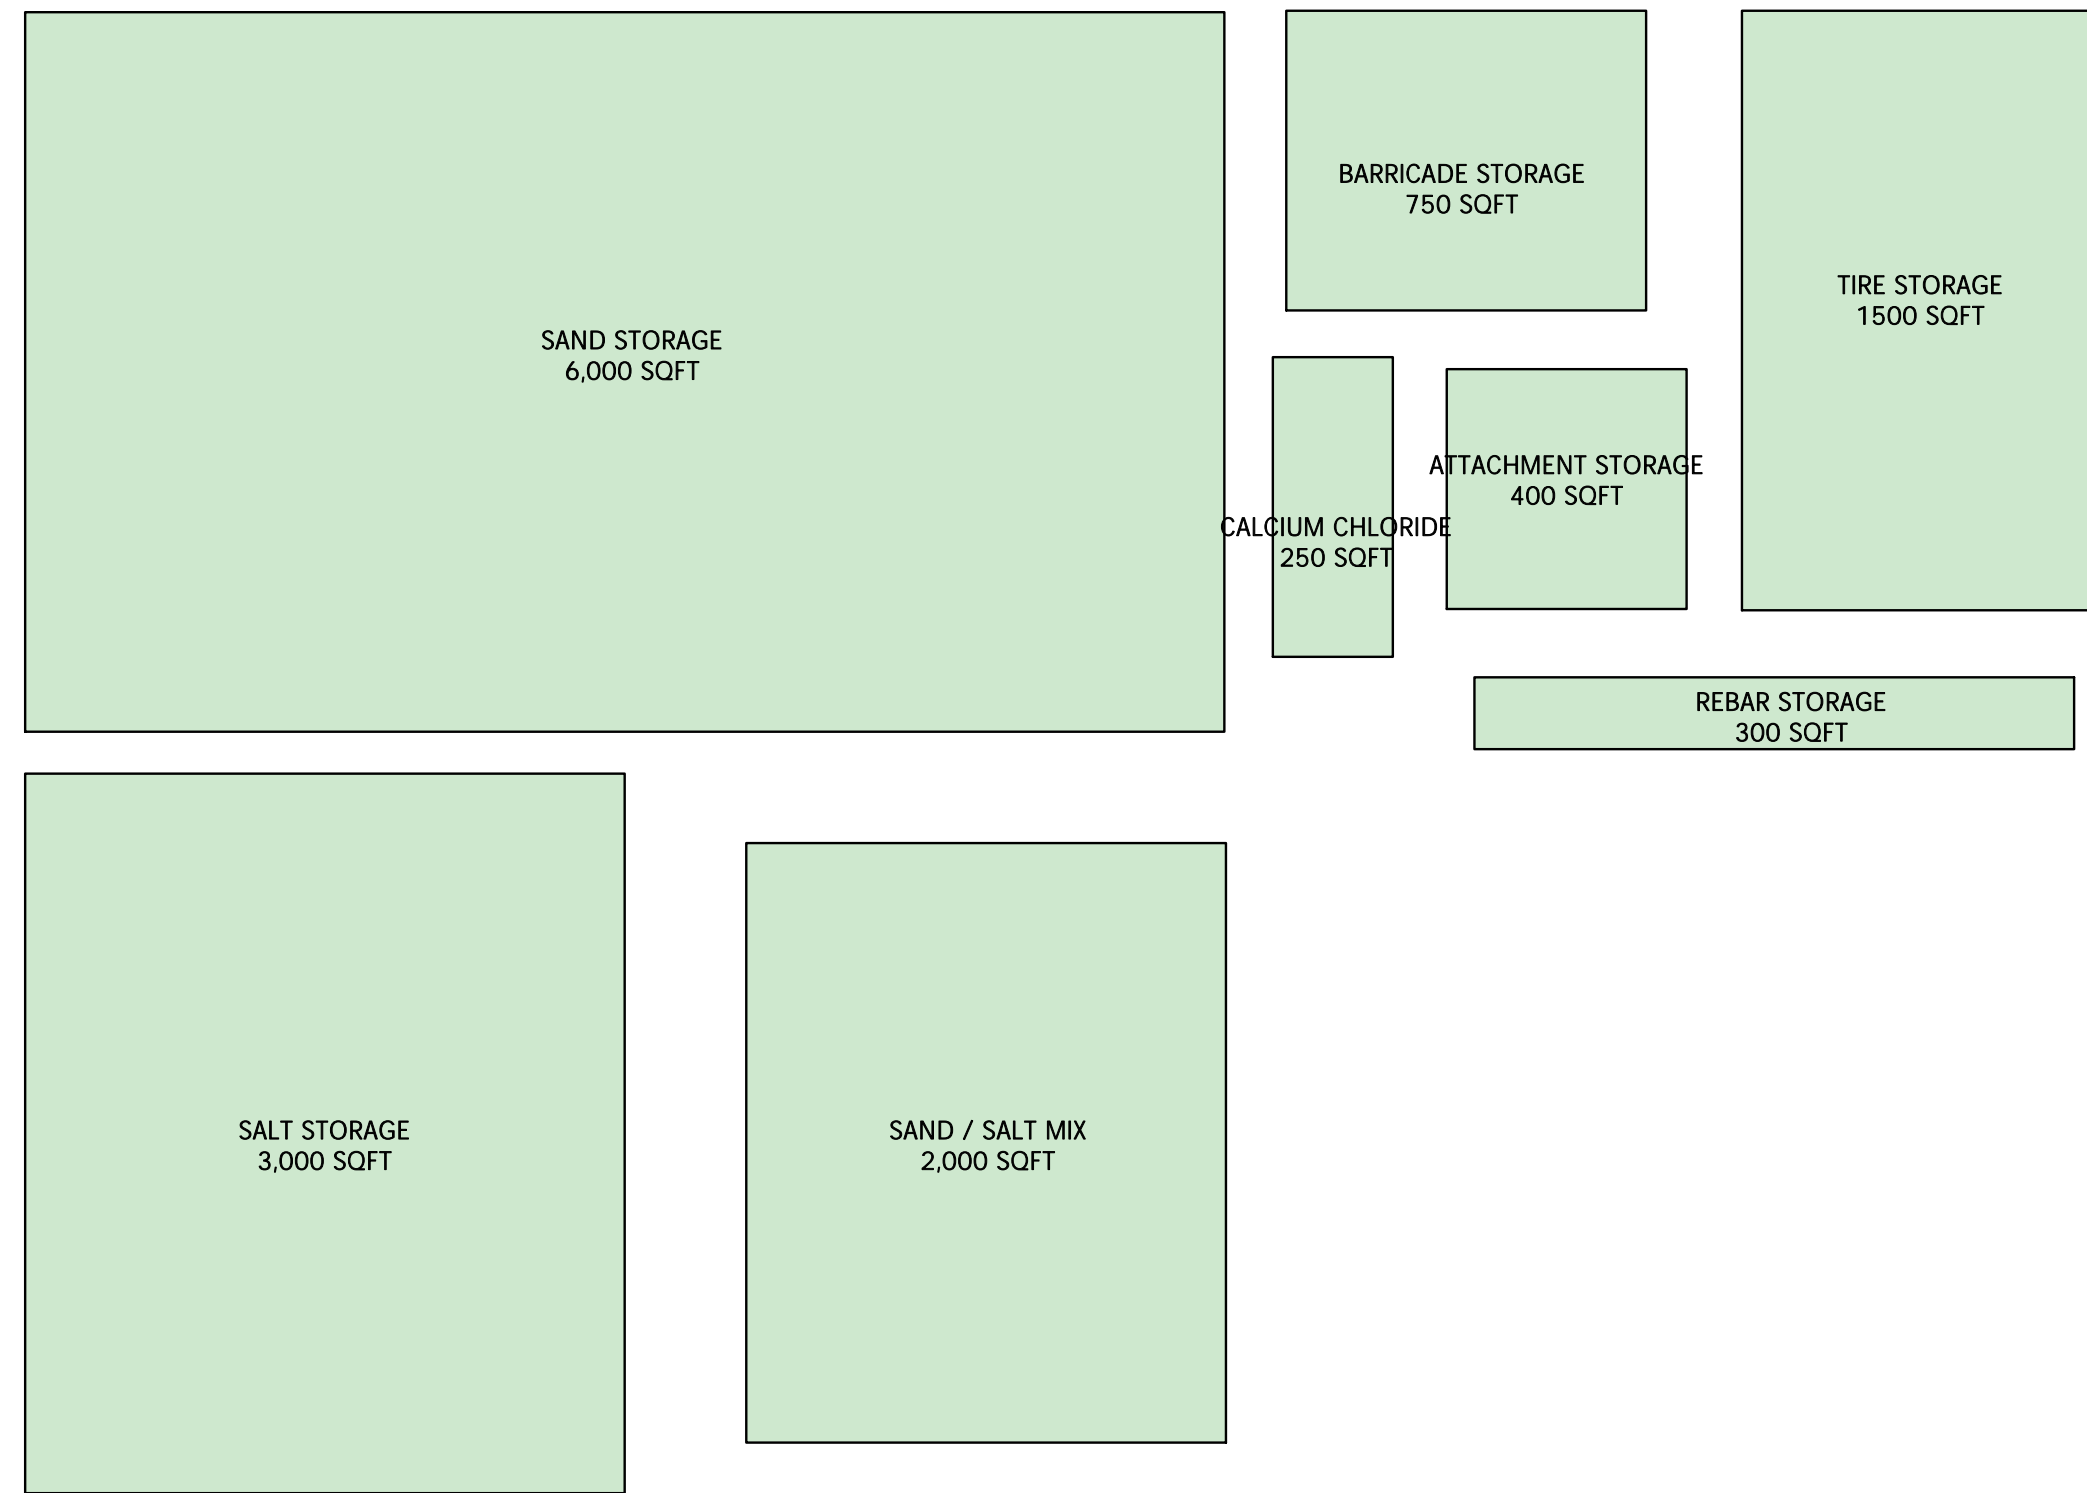 SAND STORAGE
6,000 SQFT
BARRICADE STORAGE
750 SQFT
TIRE STORAGE
1500 SQFT
CALCIUM CHLORIDE
250 SQFT
ATTACHMENT STORAGE
400 SQFT
REBAR STORAGE
300 SQFT
SALT STORAGE
3,000 SQFT
SAND / SALT MIX
2,000 SQFT